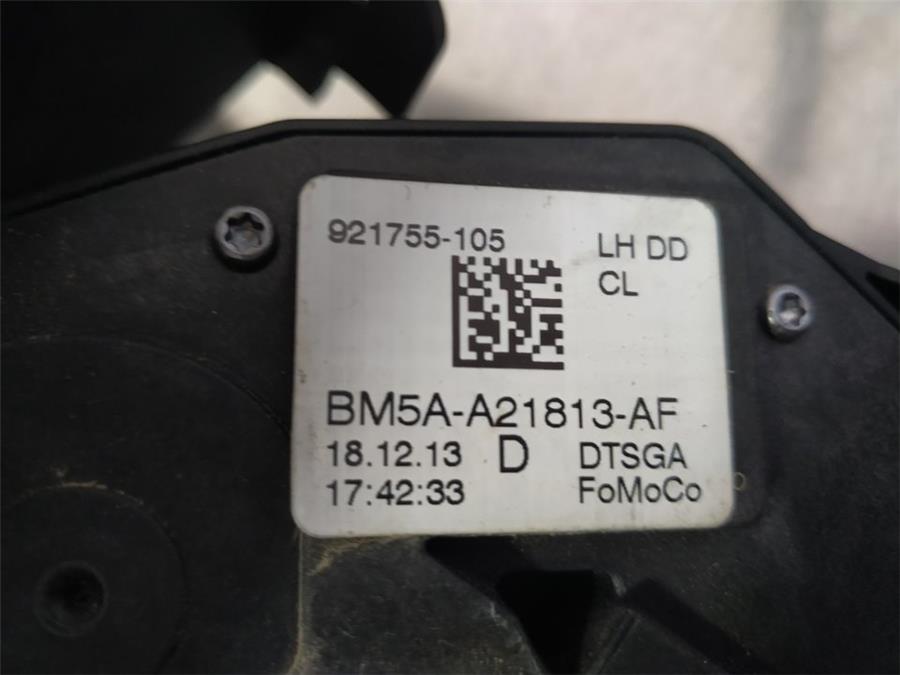 921755-105
LH DD
CL
BM5A-A21813-AF
18.12.13 D DTSGA
17:42:33 FoMoCo